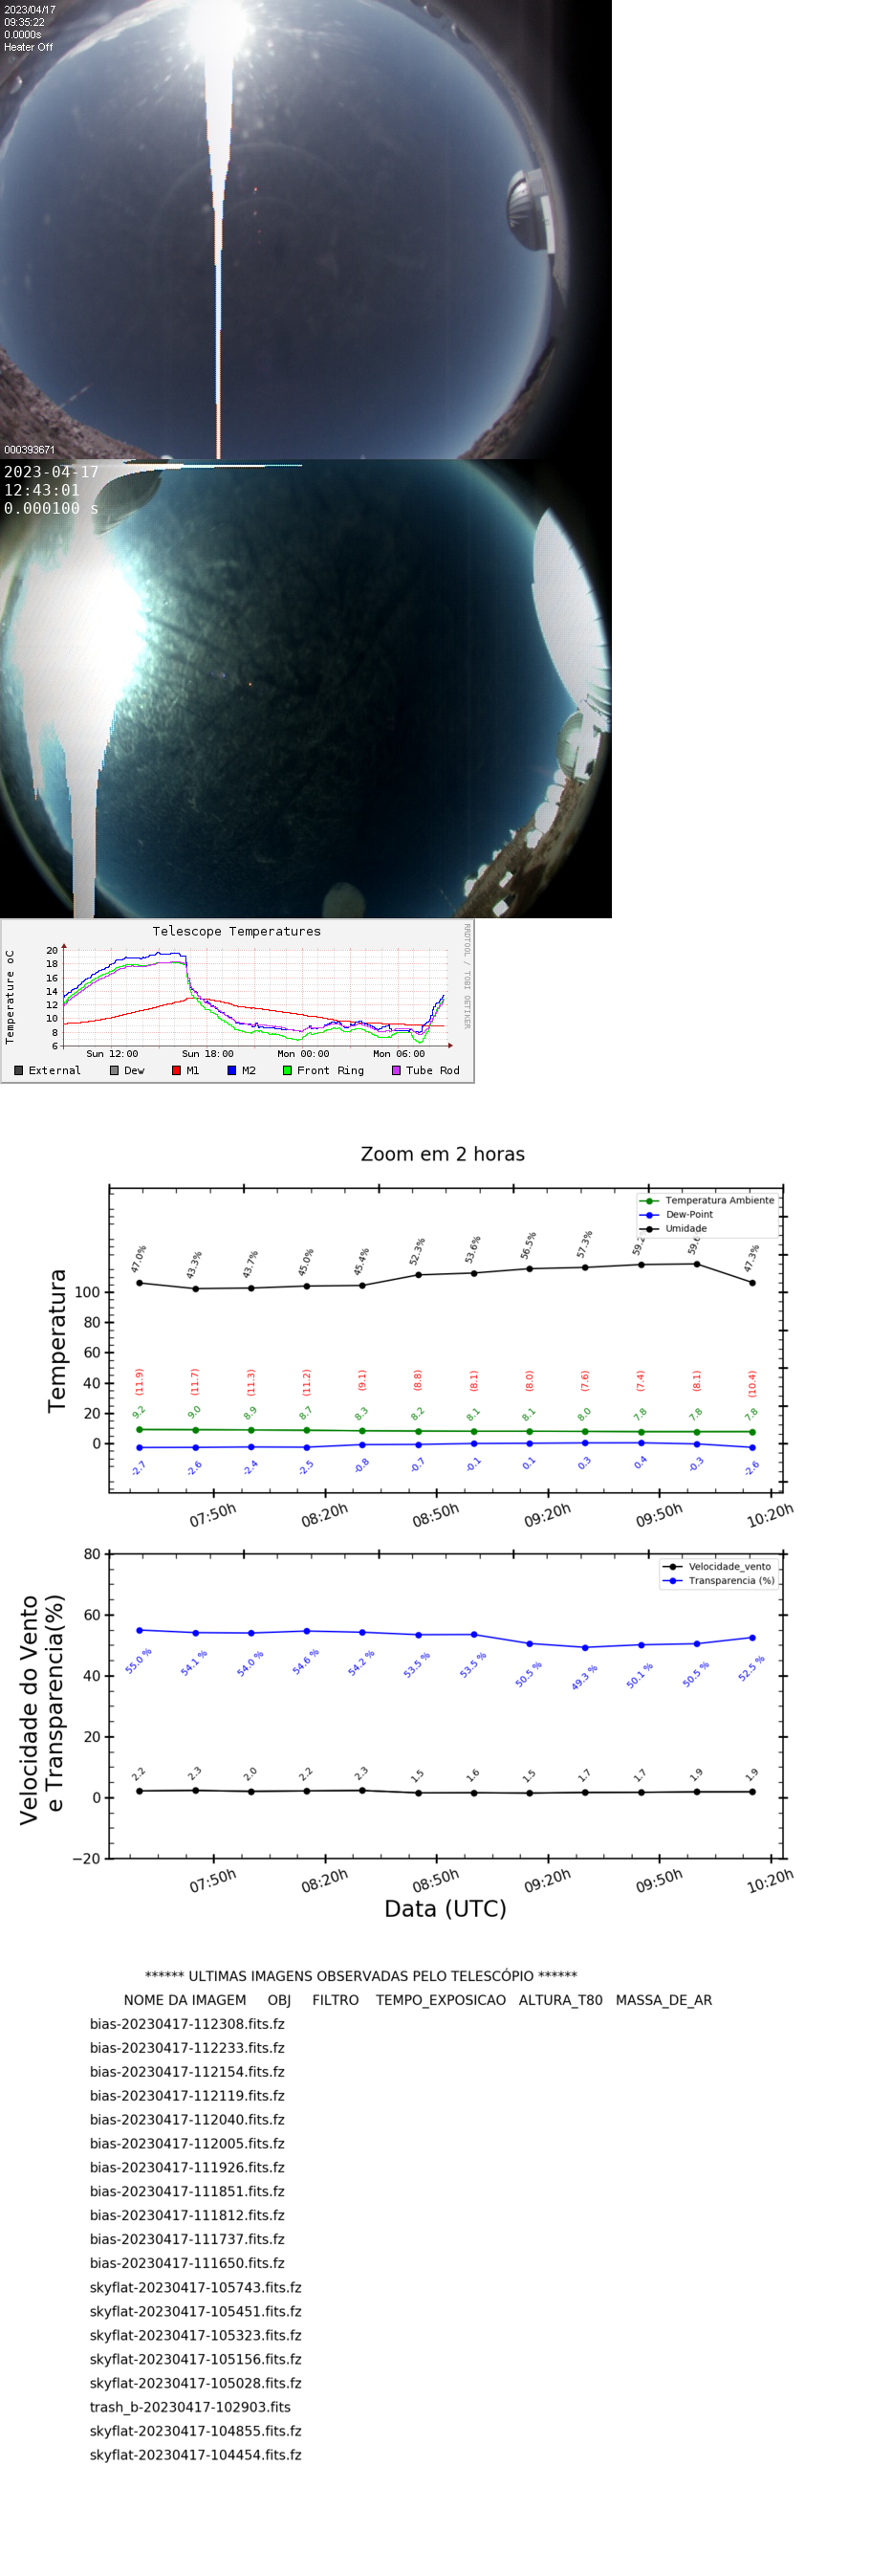 2023/04/17
09:35:22
0.0000s
Heater Off
000393671
2023-04-17
12:43:01
0.000100 s
Telescope Temperatures
RRDTOOL / TOBI OETIKER
Temperature oC
20
18
16
14
12
10
8
6
Sun 12:00 Sun 18:00 Mon 00:00 Mon 06:00
External Dew M1 M2 Front Ring Tube Rod
Zoom em 2 horas
Temperatura Ambiente
Dew-Point
Umidade
Temperatura
100
80
60
40
20
0
47.0% 43.3% 43.7% 45.0% 45.4% 52.3% 53.6% 56.5% 57.3% 47.3%
(11.9) (11.7) (11.3) (11.2) (9.1) (8.8) (8.1) (8.0) (7.6) (7.4) (8.1) (10.4)
9.2 9.0 8.9 8.7 8.3 8.2 8.1 8.1 8.0 7.8 7.8 7.8
-2.7 -2.6 -2.4 -2.5 -0.8 -0.7 -0.1 0.1 0.3 0.4 -0.3 -2.6
07:50h 08:20h 08:50h 09:20h 09:50h 10:20h
Velocidade_vento
Transparencia (%)
Velocidade do Vento
e Transparencia(%)
80
60
40
20
0
−20
55.0 % 54.1 % 54.0 % 54.6 % 54.2 % 53.5 % 53.5 % 50.5 % 49.3 % 50.1 % 50.5 % 52.5 %
2.2 2.3 2.0 2.2 2.3 1.5 1.6 1.5 1.7 1.7 1.9 1.9
07:50h 08:20h 08:50h 09:20h 09:50h 10:20h
Data (UTC)
****** ULTIMAS IMAGENS OBSERVADAS PELO TELESCÓPIO ******
NOME DA IMAGEM OBJ FILTRO TEMPO_EXPOSICAO ALTURA_T80 MASSA_DE_AR
bias-20230417-112308.fits.fz
bias-20230417-112233.fits.fz
bias-20230417-112154.fits.fz
bias-20230417-112119.fits.fz
bias-20230417-112040.fits.fz
bias-20230417-112005.fits.fz
bias-20230417-111926.fits.fz
bias-20230417-111851.fits.fz
bias-20230417-111812.fits.fz
bias-20230417-111737.fits.fz
bias-20230417-111650.fits.fz
skyflat-20230417-105743.fits.fz
skyflat-20230417-105451.fits.fz
skyflat-20230417-105323.fits.fz
skyflat-20230417-105156.fits.fz
skyflat-20230417-105028.fits.fz
trash_b-20230417-102903.fits
skyflat-20230417-104855.fits.fz
skyflat-20230417-104454.fits.fz